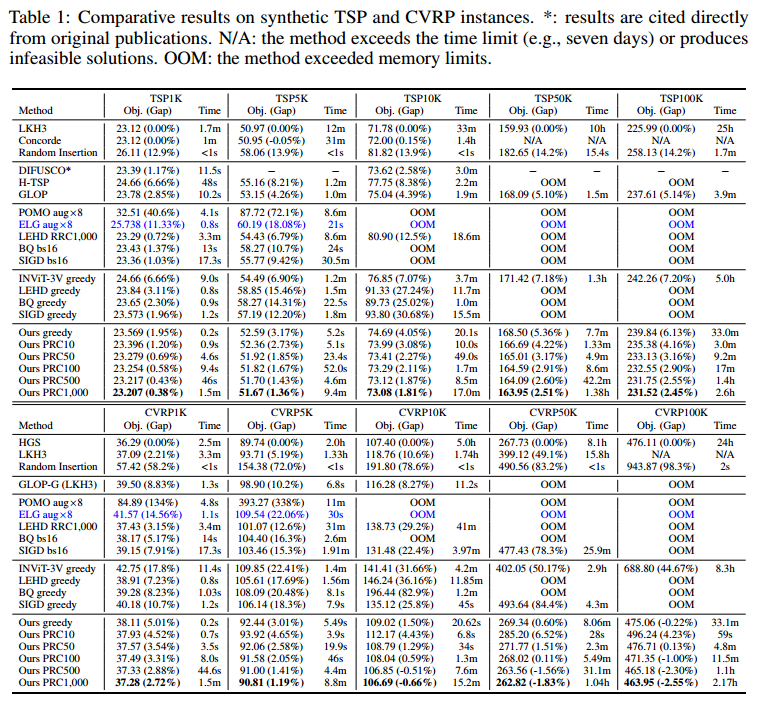 Table 1: Comparative results on synthetic TSP and CVRP instances. *: results are cited directly
from original publications. N/A: the method exceeds the time limit (e.g., seven days) or produces
infeasible solutions. OOM: the method exceeded memory limits.
Method TSP1K TSP5K TSP10K TSP50K TSP100K
Obj. (Gap) Time Obj. (Gap) Time Obj. (Gap) Time Obj. (Gap) Time Obj. (Gap) Time
LKH3 23.12 (0.00%) 1.7m 50.97 (0.00%) 12m 71.78 (0.00%) 33m 159.93 (0.00%) 10h 225.99 (0.00%) 25h
Concorde 23.12 (0.00%) 1m 50.95 (-0.05%) 31m 72.00 (0.15%) 1.4h N/A N/A N/A N/A
Random Insertion 26.11 (12.9%) <1s 58.06 (13.9%) <1s 81.82 (13.9%) <1s 182.65 (14.2%) 15.4s 258.13 (14.2%) 1.7m
DIFUSCO* 23.39 (1.17%) 11.5s – – 73.62 (2.58%) 3.0m – – – –
H-TSP 24.66 (6.66%) 48s 55.16 (8.21%) 1.2m 77.75 (8.38%) 2.2m OOM OOM
GLOP 23.78 (2.85%) 10.2s 53.15 (4.26%) 1.0m 75.04 (4.39%) 1.9m 168.09 (5.10%) 1.5m 237.61 (5.14%) 3.9m
POMO aug×8 32.51 (40.6%) 4.1s 87.72 (72.1%) 8.6m OOM OOM OOM
ELG aug×8 25.738 (11.33%) 0.8s 60.19 (18.08%) 21s OOM OOM OOM
LEHD RRC1,000 23.29 (0.72%) 3.3m 54.43 (6.79%) 8.6m 80.90 (12.5%) 18.6m OOM OOM
BQ bs16 23.43 (1.37%) 13s 58.27 (10.7%) 24s OOM OOM OOM
SIGD bs16 23.36 (1.03%) 17.3s 55.77 (9.42%) 30.5m OOM OOM OOM
INViT-3V greedy 24.66 (6.66%) 9.0s 54.49 (6.90%) 1.2m 76.85 (7.07%) 3.7m 171.42 (7.18%) 1.3h 242.26 (7.20%) 5.0h
LEHD greedy 23.84 (3.11%) 0.8s 58.85 (15.46%) 1.5m 91.33 (27.24%) 11.7m OOM OOM
BQ greedy 23.65 (2.30%) 0.9s 58.27 (14.31%) 22.5s 89.73 (25.02%) 1.0m OOM OOM
SIGD greedy 23.573 (1.96%) 1.2s 57.19 (12.20%) 1.8m 93.80 (30.68%) 15.5m OOM OOM
Ours greedy 23.569 (1.95%) 0.2s 52.59 (3.17%) 5.2s 74.69 (4.05%) 20.1s 168.50 (5.36% ) 7.7m 239.84 (6.13%) 33.0m
Ours PRC10 23.396 (1.20%) 0.9s 52.36 (2.73%) 5.1s 73.99 (3.08%) 10.0s 166.69 (4.22%) 1.33m 235.38 (4.16%) 3.0m
Ours PRC50 23.279 (0.69%) 4.6s 51.92 (1.85%) 23.4s 73.41 (2.27%) 49.0s 165.01 (3.17%) 4.9m 233.13 (3.16%) 9.2m
Ours PRC100 23.254 (0.58%) 9.4s 51.82 (1.67%) 52.0s 73.29 (2.11%) 1.7m 164.59 (2.91%) 8.6m 232.55 (2.90%) 17m
Ours PRC500 23.217 (0.43%) 46s 51.70 (1.43%) 4.6m 73.12 (1.87%) 8.5m 164.09 (2.60%) 42.2m 231.75 (2.55%) 1.4h
Ours PRC1,000 23.207 (0.38%) 1.5m 51.67 (1.36%) 9.4m 73.08 (1.81%) 17.0m 163.95 (2.51%) 1.38h 231.52 (2.45%) 2.6h
Method CVRP1K CVRP5K CVRP10K CVRP50K CVRP100K
Obj. (Gap) Time Obj. (Gap) Time Obj. (Gap) Time Obj. (Gap) Time Obj. (Gap) Time
HGS 36.29 (0.00%) 2.5m 89.74 (0.00%) 2.0h 107.40 (0.00%) 5.0h 267.73 (0.00%) 8.1h 476.11 (0.00%) 24h
LKH3 37.09 (2.21%) 3.3m 93.71 (5.19%) 1.33h 118.76 (10.6%) 1.74h 399.12 (49.1%) 15.8h N/A N/A
Random Insertion 57.42 (58.2%) <1s 154.38 (72.0%) <1s 191.80 (78.6%) <1s 490.56 (83.2%) <1s 943.87 (98.3%) 2s
GLOP-G (LKH3) 39.50 (8.83%) 1.3s 98.90 (10.2%) 6.8s 116.28 (8.27%) 11.2s OOM OOM
POMO aug×8 84.89 (134%) 4.8s 393.27 (338%) 11m OOM OOM OOM
ELG aug×8 41.57 (14.56%) 1.1s 109.54 (22.06%) 30s OOM OOM OOM
LEHD RRC1,000 37.43 (3.15%) 3.4m 101.07 (12.6%) 31m 138.73 (29.2%) 41m OOM OOM
BQ bs16 38.17 (5.17%) 14s 104.40 (16.3%) 2.6m OOM OOM OOM
SIGD bs16 39.15 (7.91%) 17.3s 103.46 (15.3%) 1.91m 131.48 (22.4%) 3.97m 477.43 (78.3%) 25.9m OOM
INViT-3V greedy 42.75 (17.8%) 11.4s 109.85 (22.41%) 1.4m 141.41 (31.66%) 4.2m 402.05 (50.17%) 2.9h 688.80 (44.67%) 8.3h
LEHD greedy 38.91 (7.23%) 0.8s 105.61 (17.69%) 1.56m 146.24 (36.16%) 11.85m OOM OOM
BQ greedy 39.28 (8.23%) 1.03s 108.09 (20.48%) 8.1s 196.44 (82.9%) 1.2m OOM OOM
SIGD greedy 40.18 (10.7%) 1.2s 106.14 (18.3%) 7.9s 135.12 (25.8%) 45s 493.64 (84.4%) 4.3m OOM
Ours greedy 38.11 (5.01%) 0.2s 92.44 (3.01%) 5.49s 109.02 (1.50%) 20.62s 269.34 (0.60%) 8.06m 475.06 (-0.22%) 33.1m
Ours PRC10 37.93 (4.52%) 0.7s 93.92 (4.65%) 3.9s 112.17 (4.43%) 6.8s 285.20 (6.52%) 28s 496.24 (4.23%) 59s
Ours PRC50 37.57 (3.54%) 3.5s 92.06 (2.58%) 19.9s 108.79 (1.29%) 34s 271.77 (1.51%) 2.3m 476.71 (0.13%) 4.8m
Ours PRC100 37.49 (3.31%) 8.0s 91.58 (2.05%) 46s 108.04 (0.59%) 1.3m 268.02 (0.11%) 5.49m 471.35 (-1.00%) 11.5m
Ours PRC500 37.33 (2.88%) 44.6s 91.00 (1.41%) 4.4m 106.85 (-0.51%) 7.6m 263.56 (-1.56%) 31.1m 465.18 (-2.30%) 1.1h
Ours PRC1,000 37.28 (2.72%) 1.5m 90.81 (1.19%) 8.8m 106.69 (-0.66%) 15.2m 262.82 (-1.83%) 1.04h 463.95 (-2.55%) 2.17h